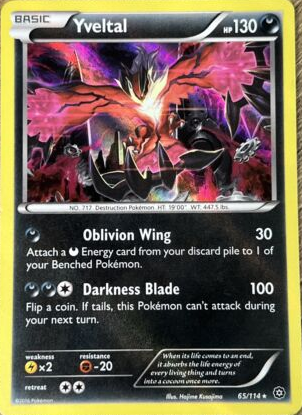 BASIC
Yveltal
HP 130
NO. 717 Destruction Pokémon HT: 19'00" WT: 447.5 lbs.
Oblivion Wing 30
Attach a Energy card from your discard pile to 1 of
your Benched Pokémon.
Darkness Blade 100
Flip a coin. If tails, this Pokémon can't attack during
your next turn.
weakness
×2
resistance
-20
retreat
When its life comes to an end,
it absorbs the life energy of
every living thing and turns
into a cocoon once more.
Illus. Hajime Kusajima
65/114 ★
©2016 Pokémon